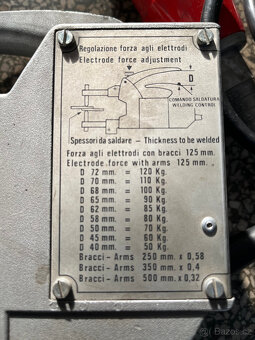 Regolazione forza agli elettrodi
Electrode force adjustment
D
COMANDO SALDATURA
WELDING CONTROL
Spessori da saldare - Thickness to be welded
Forza agli elettrodi con bracci 125 mm.
Electrode force with arms 125 mm.
D 72 mm. = 120 Kg.
D 70 mm. = 110 Kg.
D 68 mm. = 100 Kg.
D 65 mm. = 90 Kg.
D 62 mm. = 85 Kg.
D 58 mm. = 80 Kg.
D 50 mm. = 70 Kg.
D 45 mm. = 60 Kg.
D 40 mm. = 50 Kg.
Bracci-Arms 250 mm. x 0,58
Bracci-Arms 350 mm. x 0,4
Bracci-Arms 500 mm. x 0,32